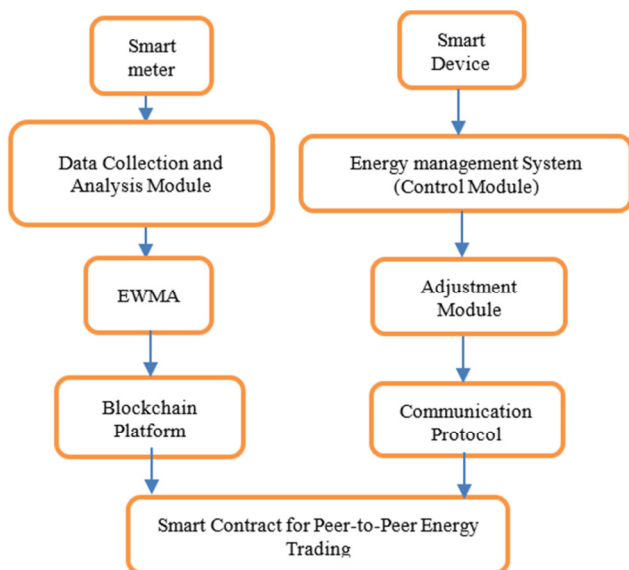 Smart
meter
Smart
Device
Data Collection and
Analysis Module
Energy management System
(Control Module)
EWMA
Adjustment
Module
Blockchain
Platform
Communication
Protocol
Smart Contract for Peer-to-Peer Energy
Trading